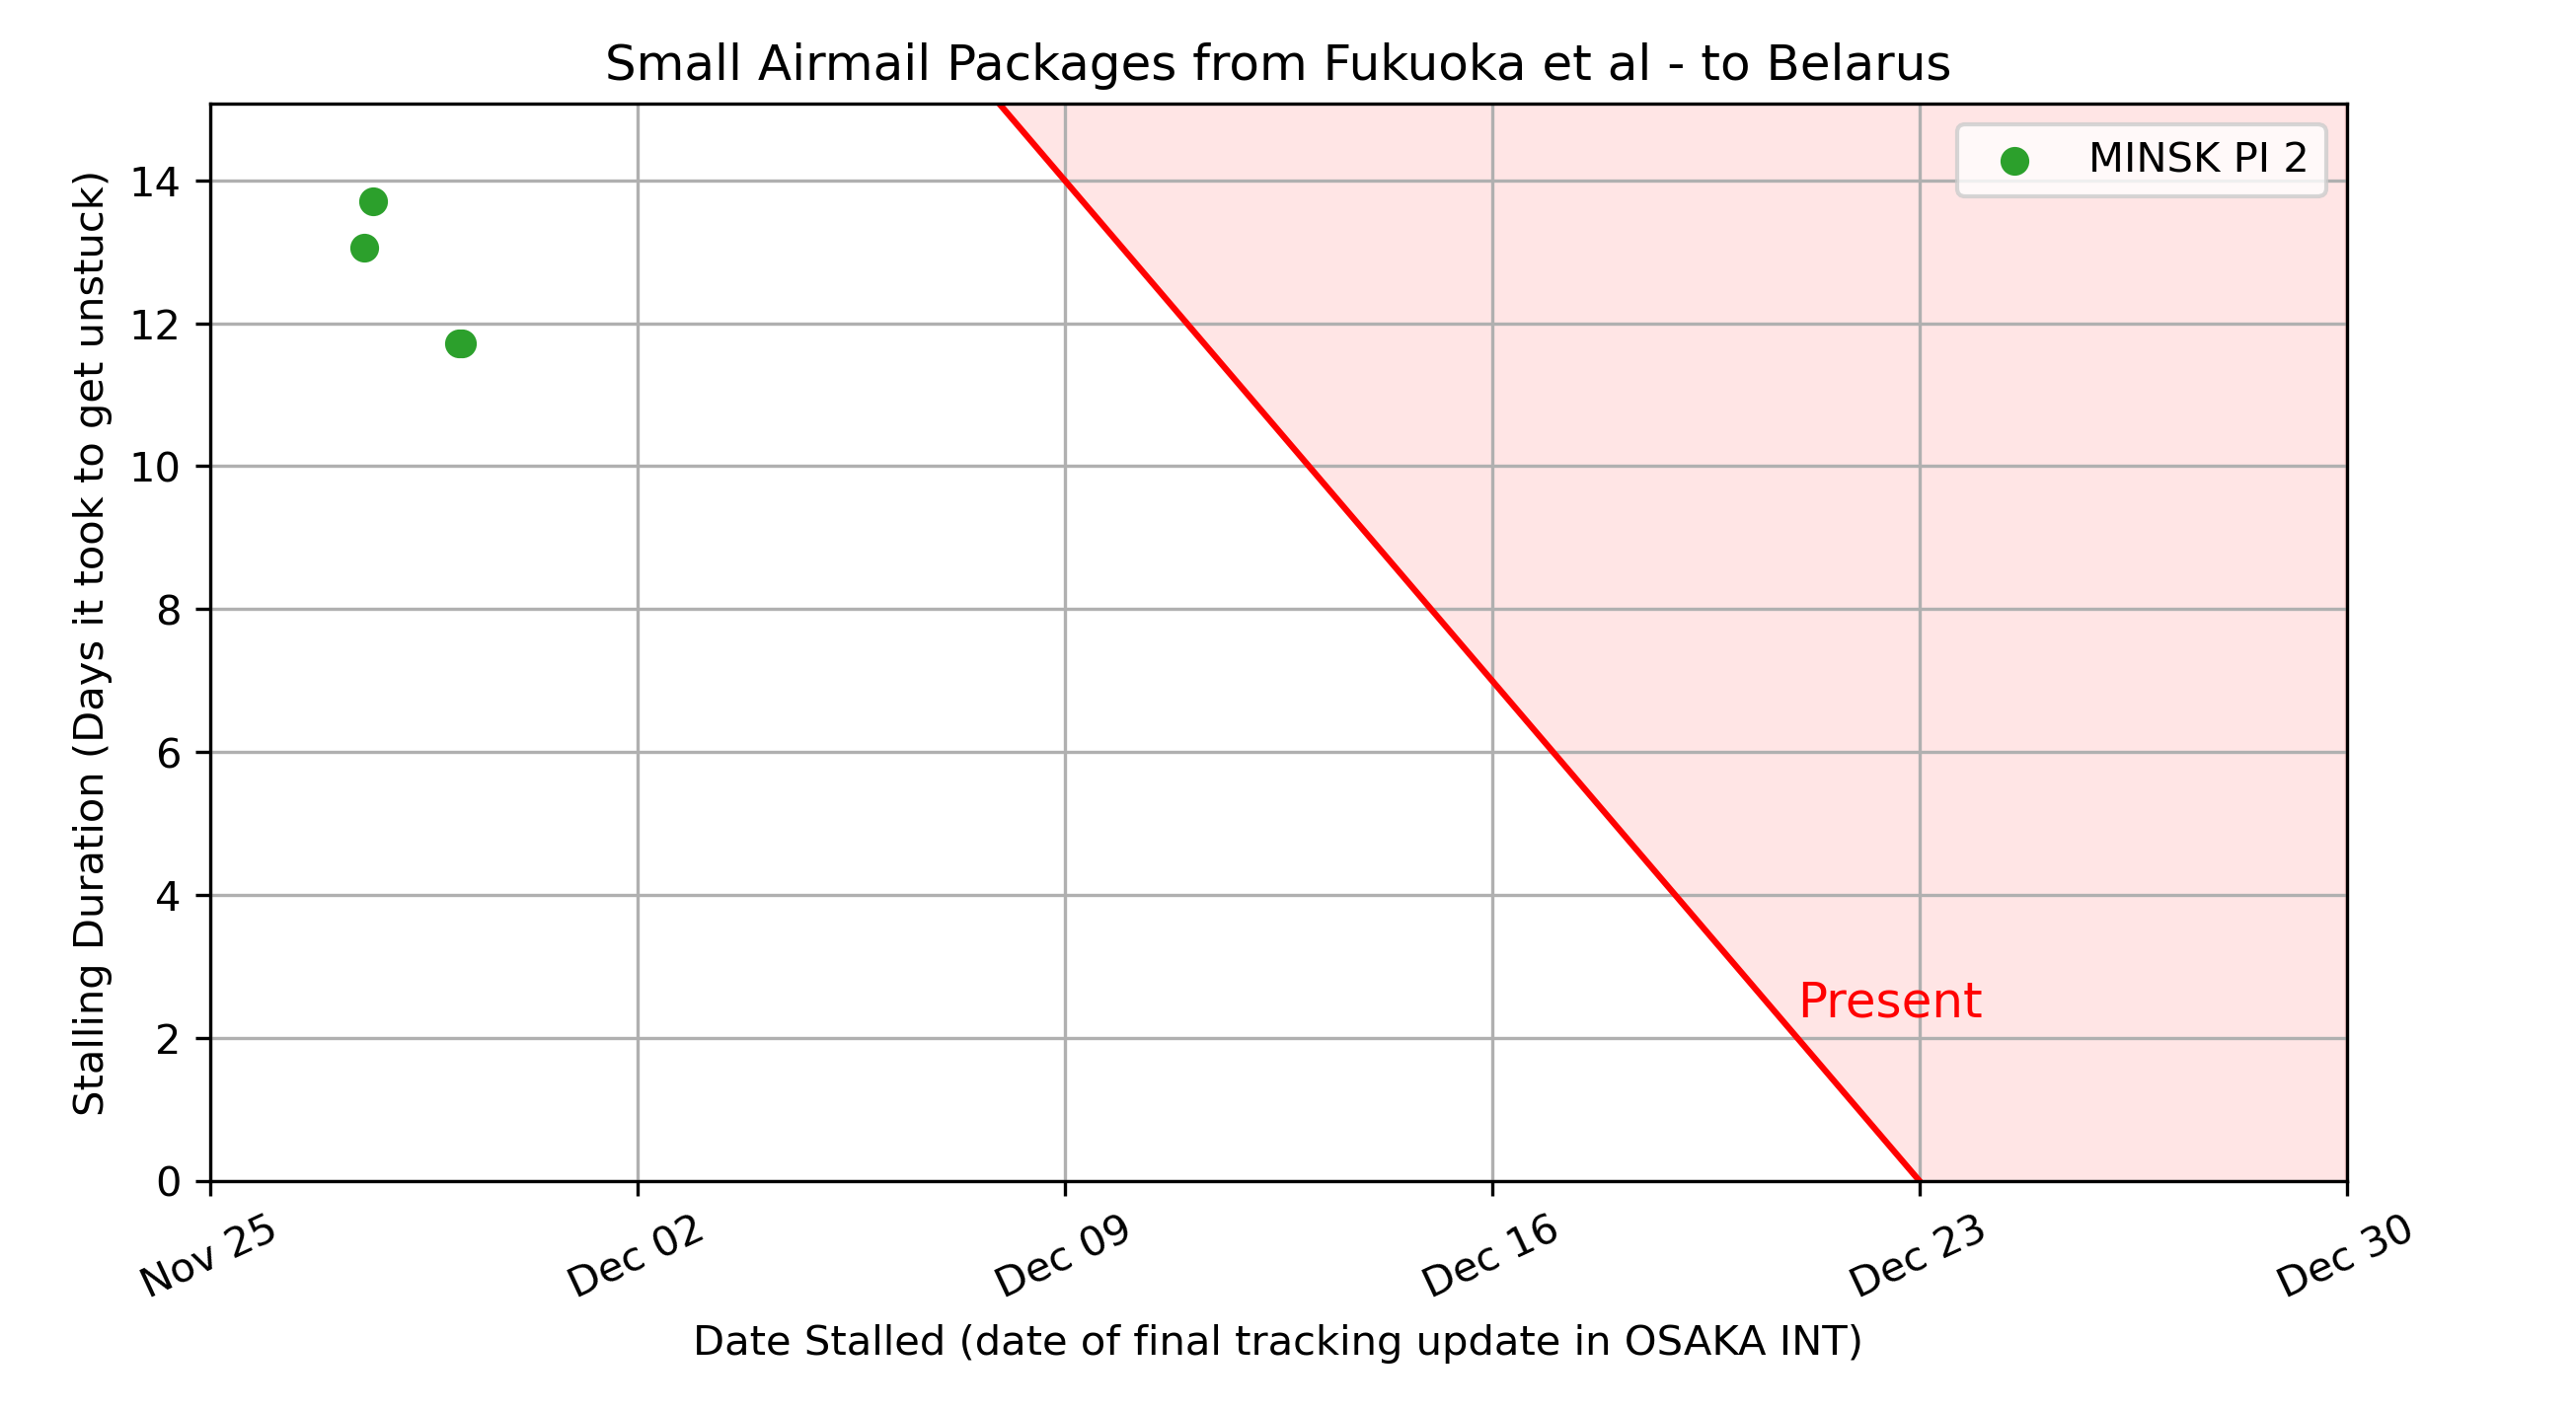 Small Airmail Packages from Fukuoka et al - to Belarus
MINSK PI 2
Stalling Duration (Days it took to get unstuck)
14
12
10
8
6
4
2
0
Present
Nov 25
Dec 02
Dec 09
Dec 16
Dec 23
Dec 30
Date Stalled (date of final tracking update in OSAKA INT)